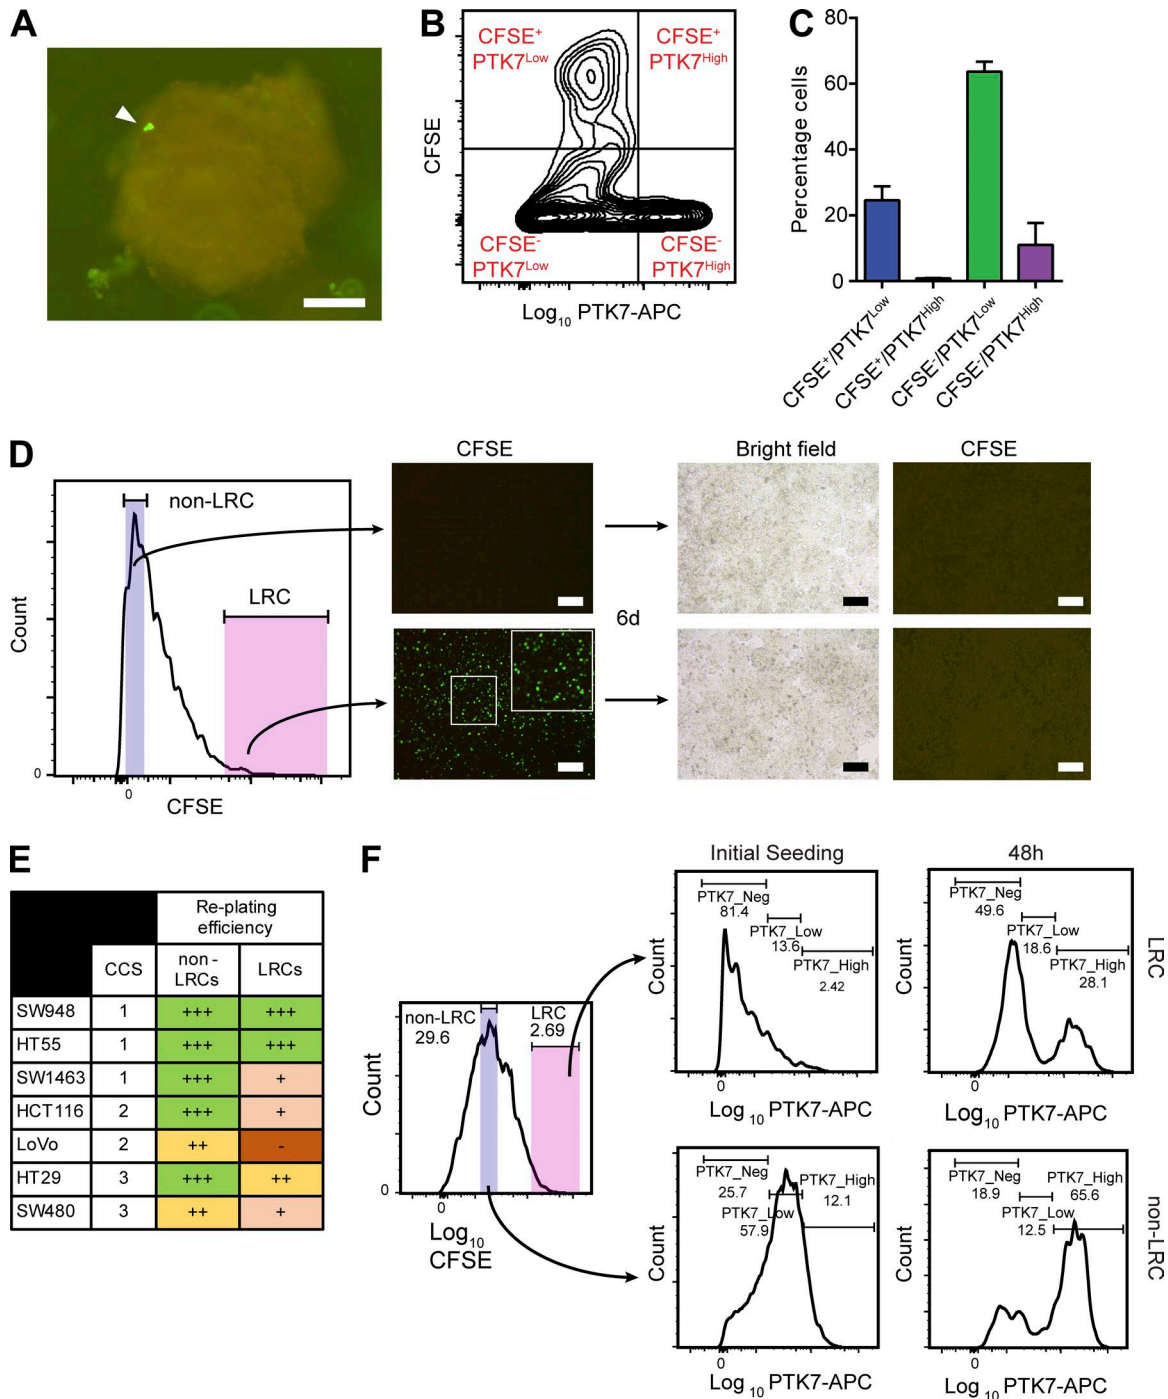 A
B
C
CFSE+
PTK7Low
CFSE+
PTK7High
CFSE
CFSE-
PTK7Low
CFSE-
PTK7High
Log10 PTK7-APC
Percentage cells
80
60
40
20
0
CFSE+/PTK7Low
CFSE+/PTK7High
CFSE-/PTK7Low
CFSE-/PTK7High
D
non-LRC
LRC
Count
0
0
CFSE
CFSE
Bright field
CFSE
6d
E
Re-plating
efficiency
CCS
non-
LRCs
LRCs
SW948 1 +++ +++
HT55 1 +++ +++
SW1463 1 +++ +
HCT116 2 +++ +
LoVo 2 ++ -
HT29 3 +++ ++
SW480 3 ++ +
F
non-LRC
29.6
LRC
2.69
Count
0
0
Log10
CFSE
Initial Seeding
48h
PTK7_Neg
81.4
PTK7_Low
13.6
PTK7_High
2.42
Count
0
Log10 PTK7-APC
PTK7_Neg
49.6
PTK7_Low
18.6
PTK7_High
28.1
Count
0
Log10 PTK7-APC
LRC
PTK7_Neg
25.7
PTK7_Low
57.9
PTK7_High
12.1
Count
0
Log10 PTK7-APC
PTK7_Neg
18.9
PTK7_Low
12.5
PTK7_High
65.6
Count
0
Log10 PTK7-APC
non-LRC